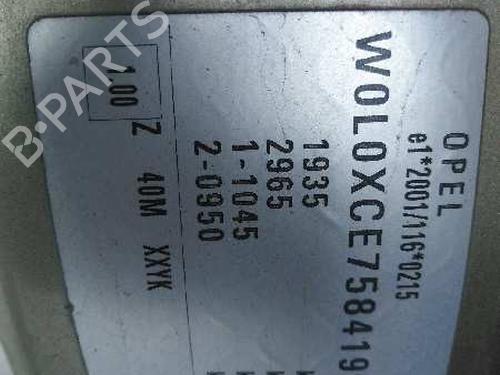 OPEL
e1*2001/116*0215
W0L0XCE758419
1935
2965
1-1045
2-0950
1.00 Z 40M XXYK
B-PARTS